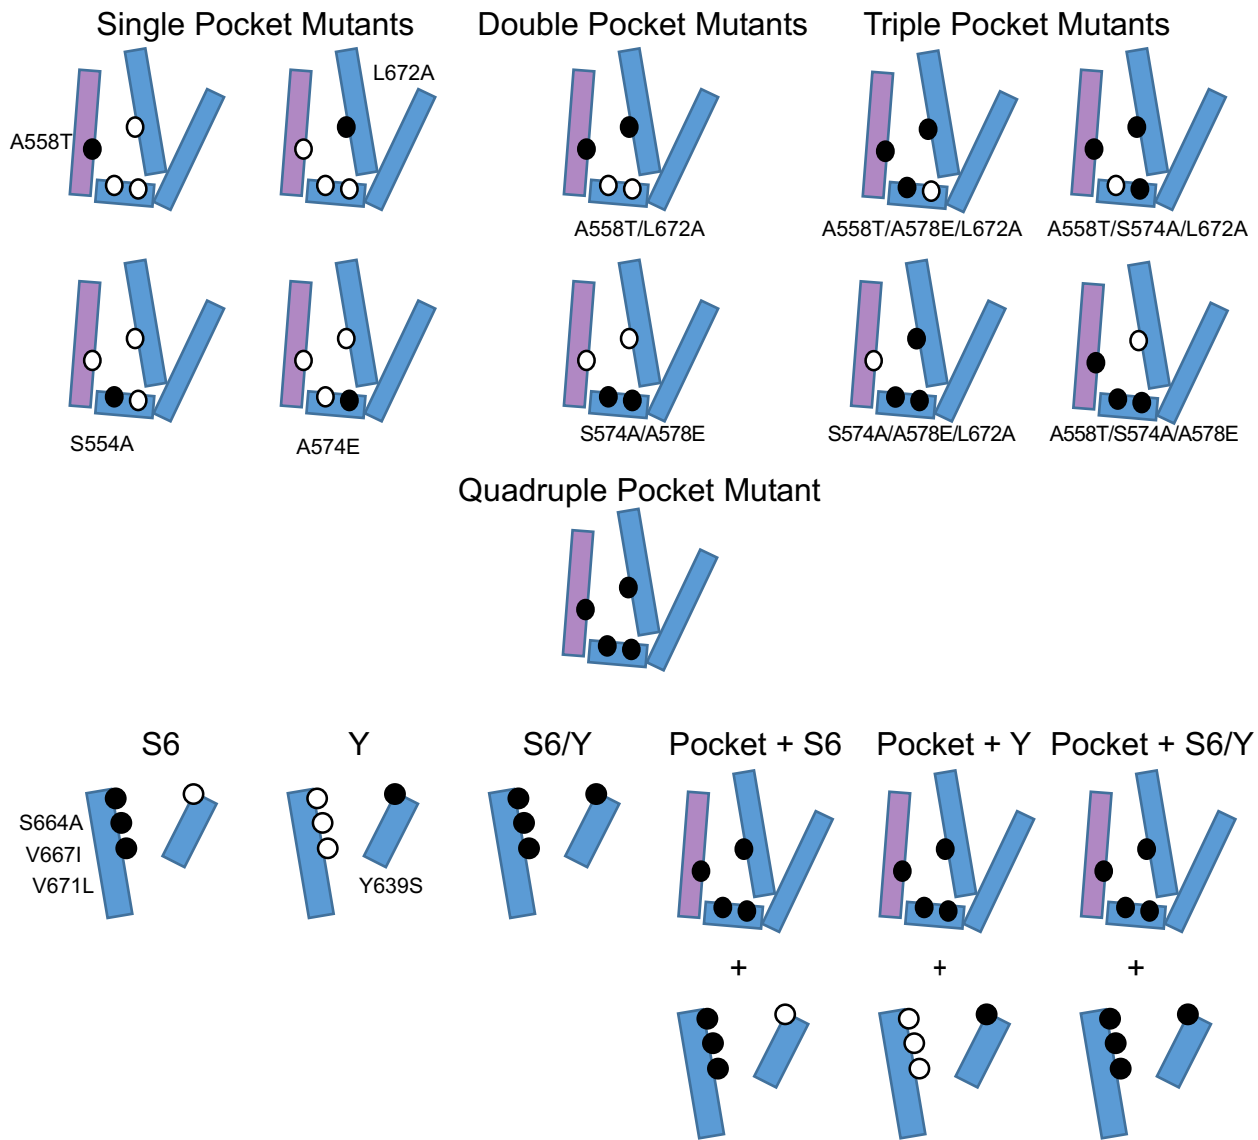 Single Pocket Mutants
Double Pocket Mutants
Triple Pocket Mutants
A558T
L672A
A558T/L672A
A558T/A578E/L672A
A558T/S574A/L672A
S554A
A574E
S574A/A578E
S574A/A578E/L672A
A558T/S574A/A578E
Quadruple Pocket Mutant
S6
Y
S6/Y
Pocket + S6
Pocket + Y
Pocket + S6/Y
S664A
V667I
V671L
Y639S
+
+
+